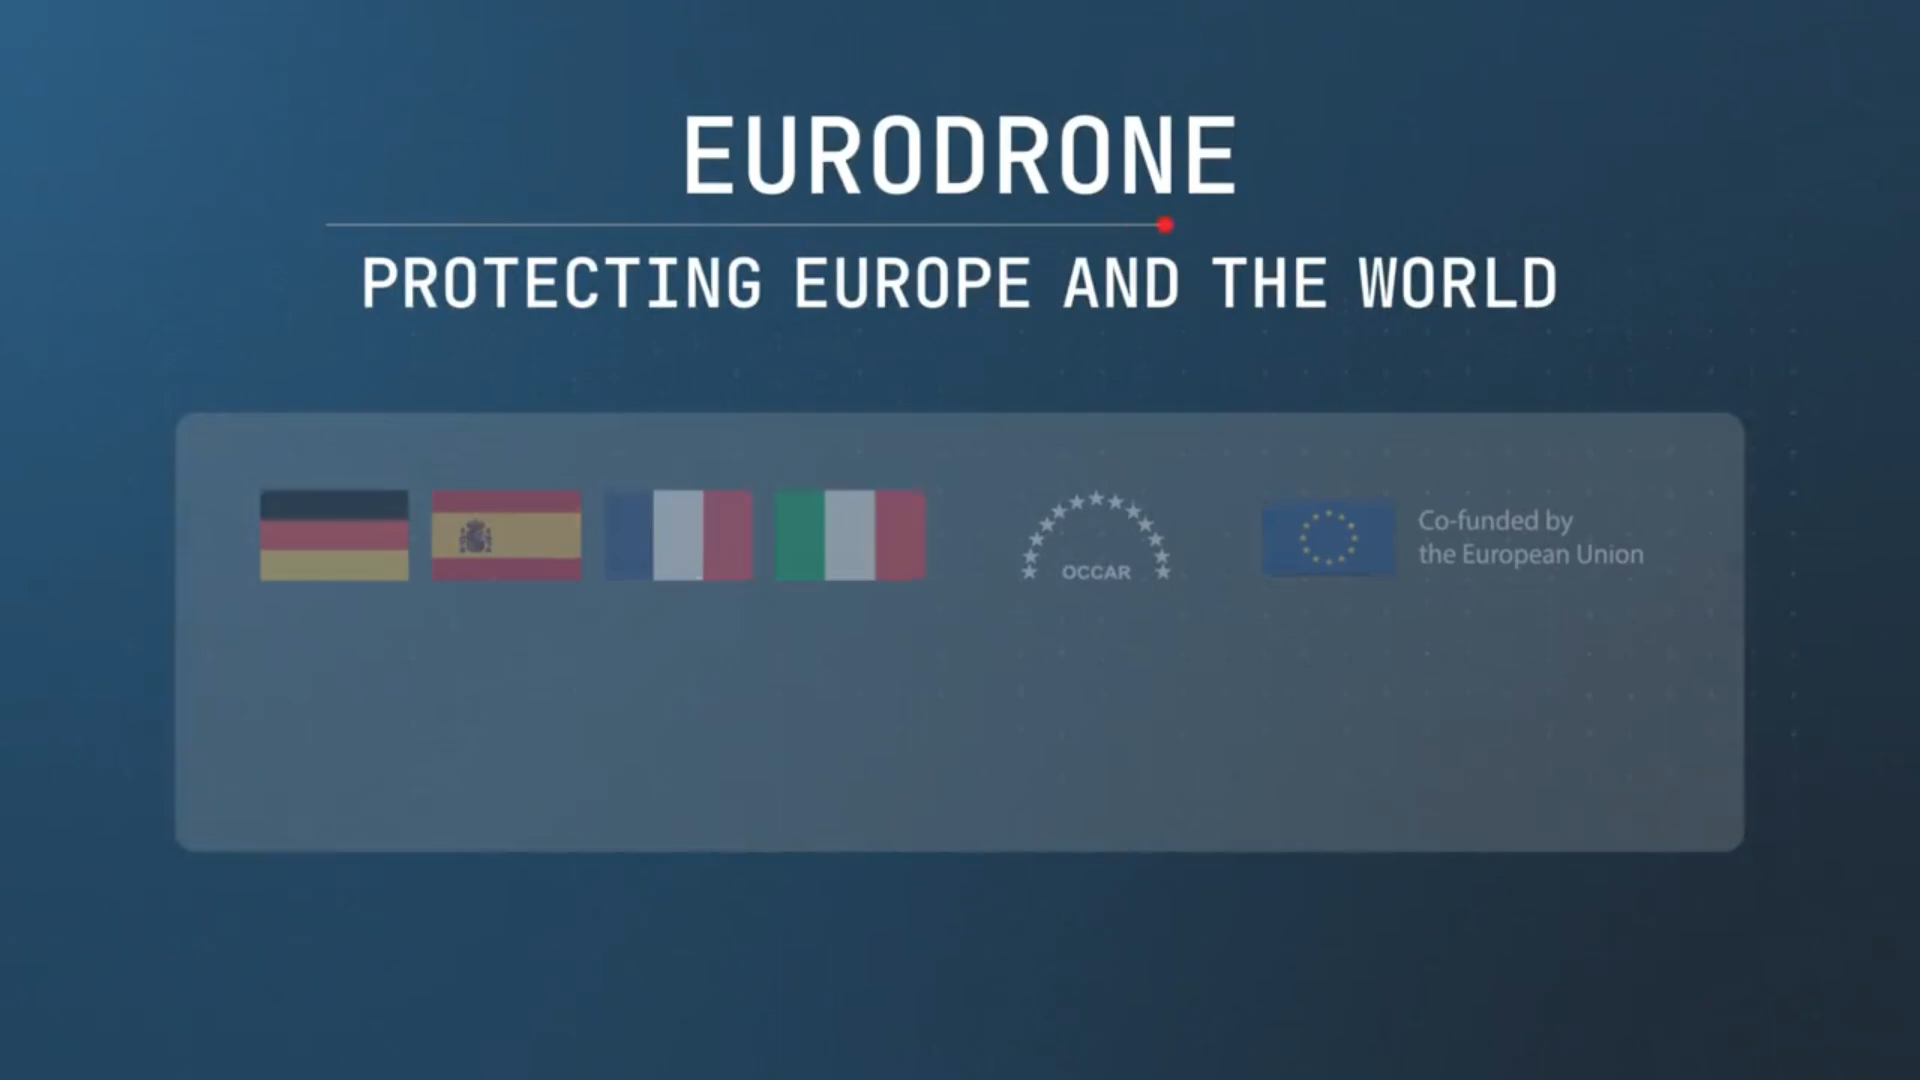 EURODRONE
PROTECTING EUROPE AND THE WORLD
OCCAR
Co-funded by
the European Union